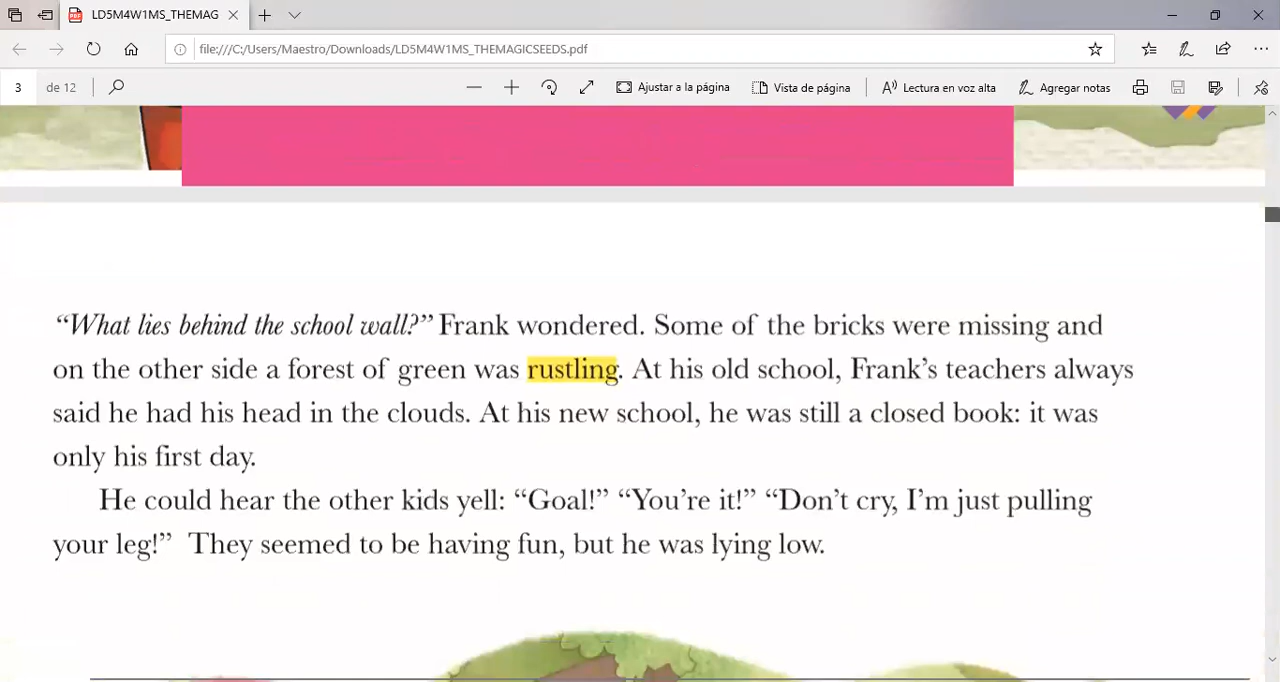 LD5M4W1MS_THEMAG
file:///C:/Users/Maestro/Downloads/LD5M4W1MS_THEMAGICSEEDS.pdf
3 de 12 Ajustar a la página Vista de página Lectura en voz alta Agregar notas
“What lies behind the school wall?” Frank wondered. Some of the bricks were missing and
on the other side a forest of green was rustling. At his old school, Frank’s teachers always
said he had his head in the clouds. At his new school, he was still a closed book: it was
only his first day.
He could hear the other kids yell: “Goal!” “You’re it!” “Don’t cry, I’m just pulling
your leg!” They seemed to be having fun, but he was lying low.